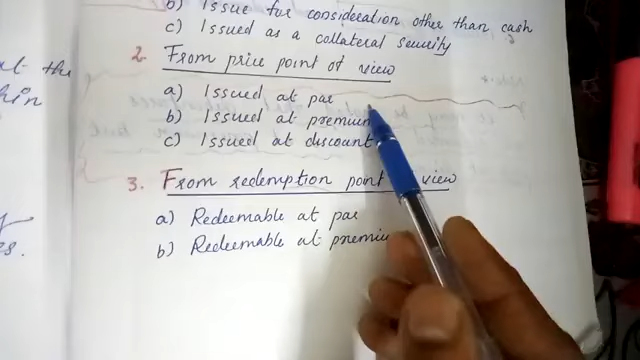 b) Issue for consideration other than cash
c) Issued as a collateral security
2. From price point of view
a) Issued at par
b) Issued at premium
c) Issued at discount
3. From redemption point view
a) Redeemable at par
b) Redeemable at premiu